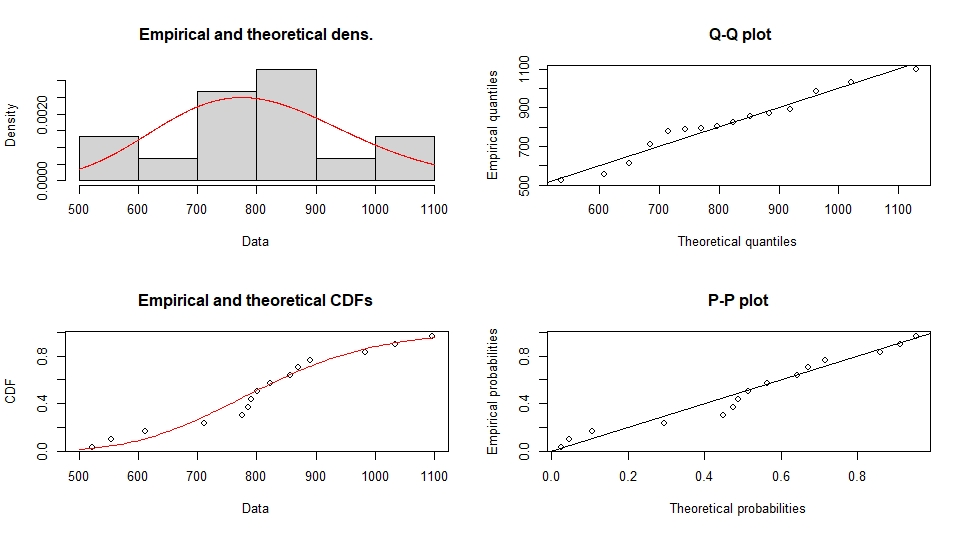 Empirical and theoretical dens.
Density
0.0000 0.0020
500 600 700 800 900 1000 1100
Data
Q-Q plot
Empirical quantiles
500 700 900 1100
600 700 800 900 1000 1100
Theoretical quantiles
Empirical and theoretical CDFs
CDF
0.0 0.4 0.8
500 600 700 800 900 1000 1100
Data
P-P plot
Empirical probabilities
0.0 0.4 0.8
0.0 0.2 0.4 0.6 0.8
Theoretical probabilities